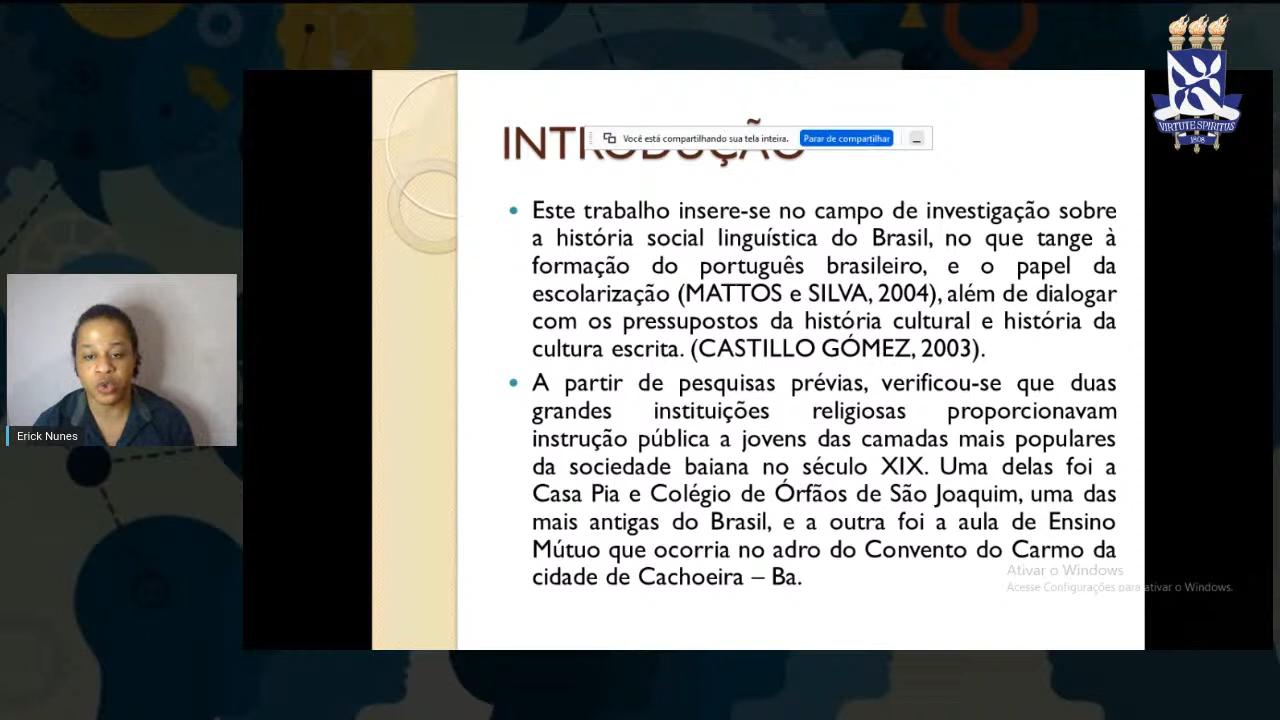 INTRODUÇÃO
Você está compartilhando sua tela inteira. Parar de compartilhar
Este trabalho insere-se no campo de investigação sobre
a história social linguística do Brasil, no que tange à
formação do português brasileiro, e o papel da
escolarização (MATTOS e SILVA, 2004), além de dialogar
com os pressupostos da história cultural e história da
cultura escrita. (CASTILLO GÓMEZ, 2003).
A partir de pesquisas prévias, verificou-se que duas
grandes instituições religiosas proporcionavam
instrução pública a jovens das camadas mais populares
da sociedade baiana no século XIX. Uma delas foi a
Casa Pia e Colégio de Órfãos de São Joaquim, uma das
mais antigas do Brasil, e a outra foi a aula de Ensino
Mútuo que ocorria no adro do Convento do Carmo da
cidade de Cachoeira – Ba.
Ativar o Windows
Acesse Configurações para ativar o Windows.
Erick Nunes
VIRTUTE SPIRITUS
1808